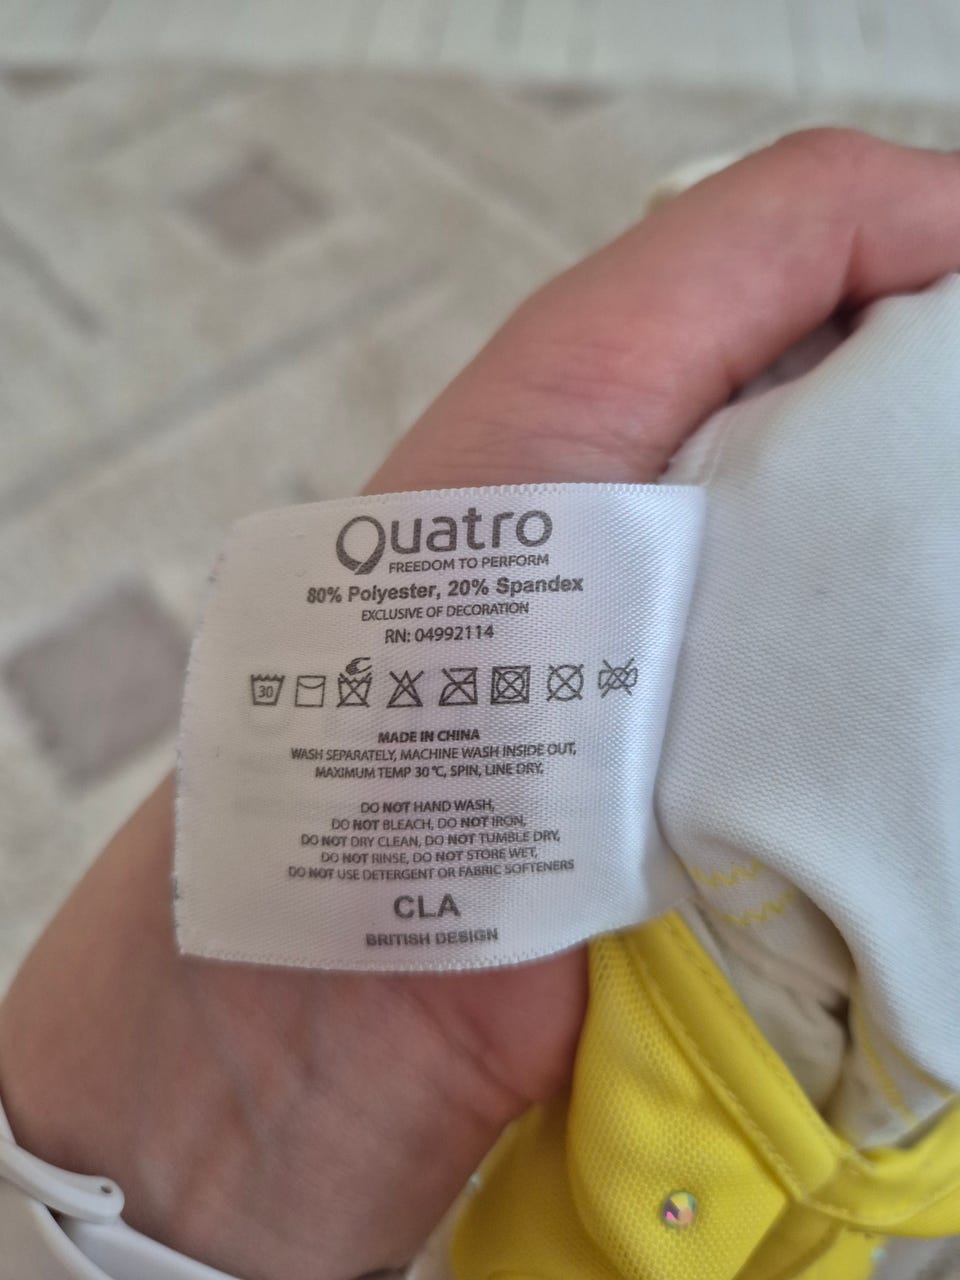 Quatro
FREEDOM TO PERFORM
80% Polyester, 20% Spandex
EXCLUSIVE OF DECORATION
RN: 04992114
30
MADE IN CHINA
WASH SEPARATELY, MACHINE WASH INSIDE OUT,
MAXIMUM TEMP 30 °C, SPIN, LINE DRY,
DO NOT HAND WASH,
DO NOT BLEACH, DO NOT IRON,
DO NOT DRY CLEAN, DO NOT TUMBLE DRY,
DO NOT RINSE, DO NOT STORE WET,
DO NOT USE DETERGENT OR FABRIC SOFTENERS
CLA
BRITISH DESIGN